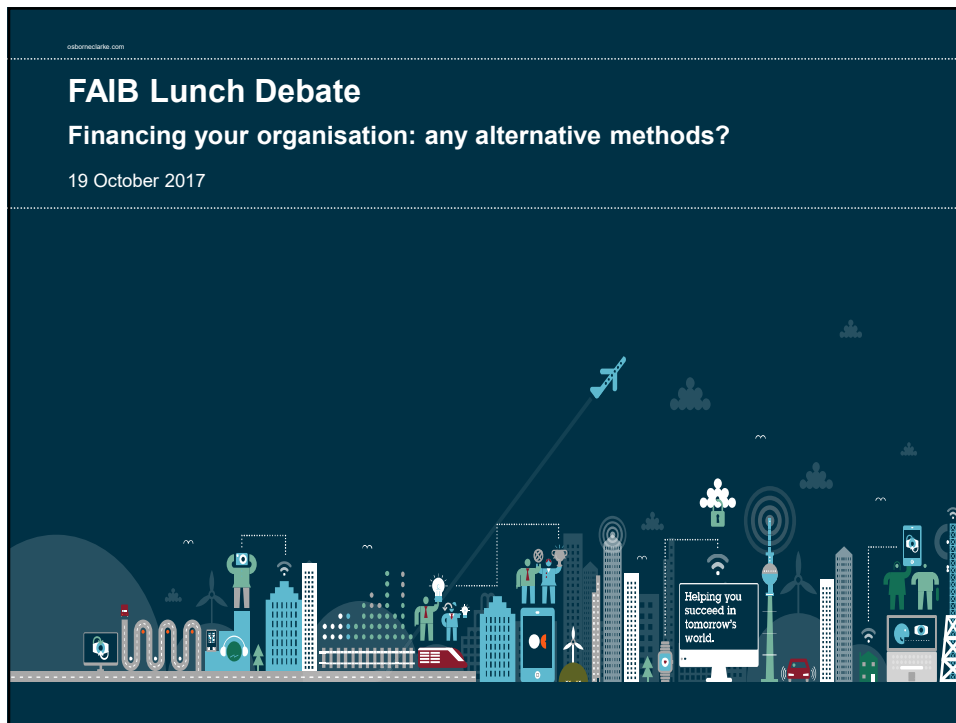 osborneclarke.com
FAIB Lunch Debate
Financing your organisation: any alternative methods?
19 October 2017
Helping you
succeed in
tomorrow's
world.